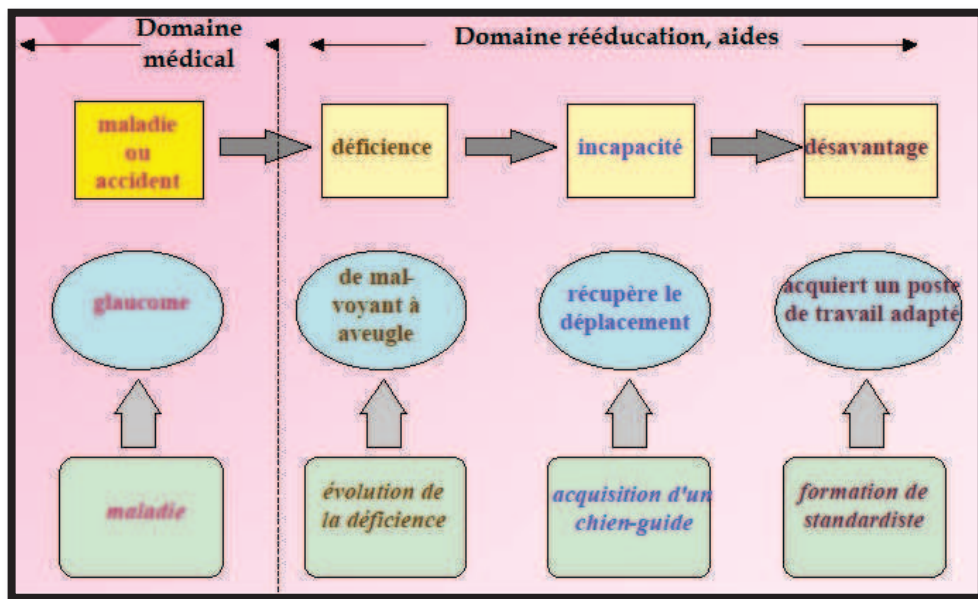 Domaine
médical
Domaine rééducation, aides
maladie
ou
accident
déficience
incapacité
désavantage
glaucome
de mal-
voyant à
aveugle
récupère le
déplacement
acquiert un poste
de travail adapté
maladie
évolution de
la déficience
acquisition d'un
chien-guide
formation de
standardiste